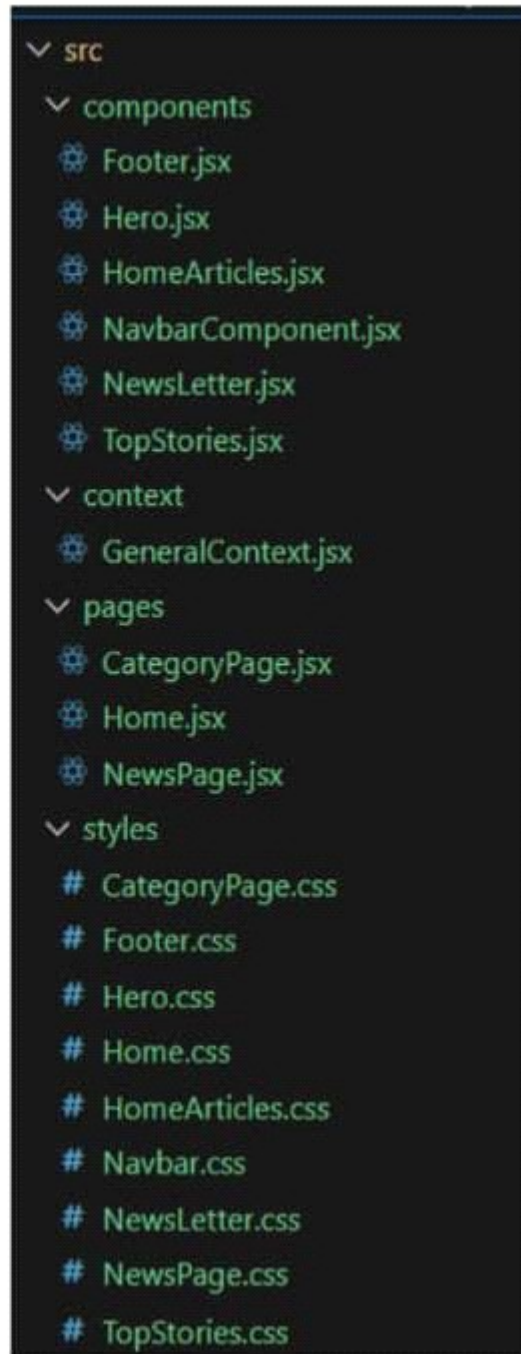 src
components
Footer.jsx
Hero.jsx
HomeArticles.jsx
NavbarComponent.jsx
NewsLetter.jsx
TopStories.jsx
context
GeneralContext.jsx
pages
CategoryPage.jsx
Home.jsx
NewsPage.jsx
styles
# CategoryPage.css
# Footer.css
# Hero.css
# Home.css
# HomeArticles.css
# Navbar.css
# NewsLetter.css
# NewsPage.css
# TopStories.css